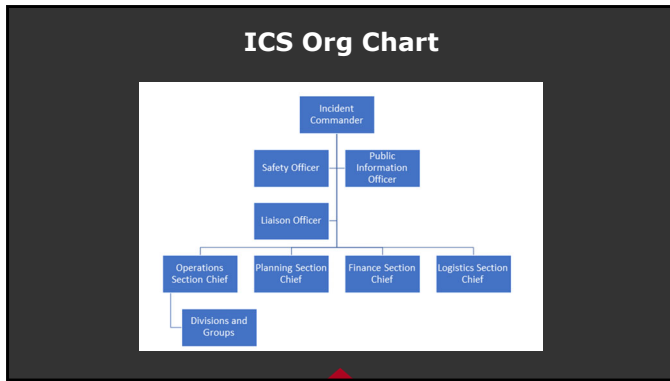 ICS Org Chart
Incident
Commander
Safety Officer
Public
Information
Officer
Liaison Officer
Operations
Section Chief
Planning Section
Chief
Finance Section
Chief
Logistics Section
Chief
Divisions and
Groups